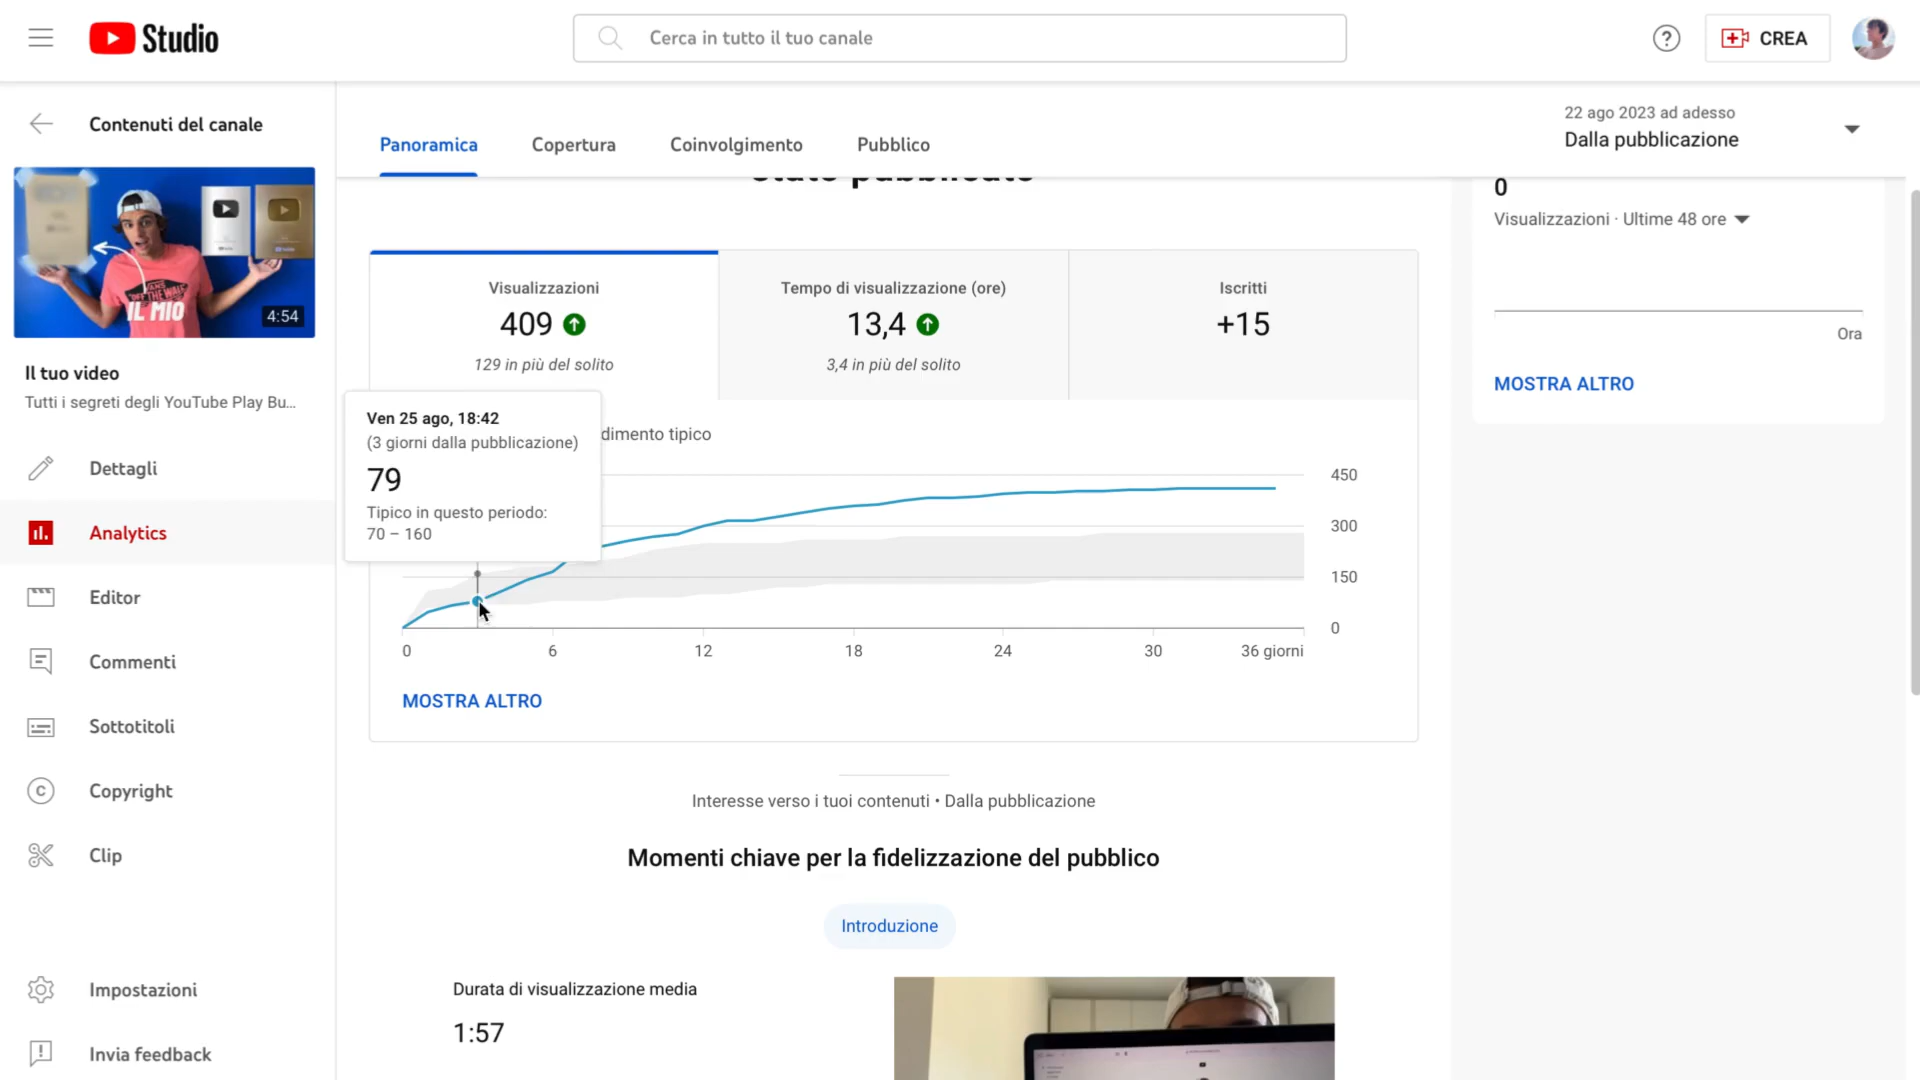 Studio
Cerca in tutto il tuo canale
?
CREA
Contenuti del canale
IL MIO
4:54
Il tuo video
Tutti i segreti degli YouTube Play Bu...
Dettagli
Analytics
Editor
Commenti
Sottotitoli
Copyright
Clip
Impostazioni
Invia feedback
Panoramica
Copertura
Coinvolgimento
Pubblico
22 ago 2023 ad adesso
Dalla pubblicazione
Visualizzazioni
409
129 in più del solito
Tempo di visualizzazione (ore)
13,4
3,4 in più del solito
Iscritti
+15
Ven 25 ago, 18:42
(3 giorni dalla pubblicazione)
79
Tipico in questo periodo:
70 – 160
dimento tipico
450
300
150
0
0
6
12
18
24
30
36 giorni
MOSTRA ALTRO
Interesse verso i tuoi contenuti • Dalla pubblicazione
Momenti chiave per la fidelizzazione del pubblico
Introduzione
Durata di visualizzazione media
1:57
0
Visualizzazioni · Ultime 48 ore
Ora
MOSTRA ALTRO